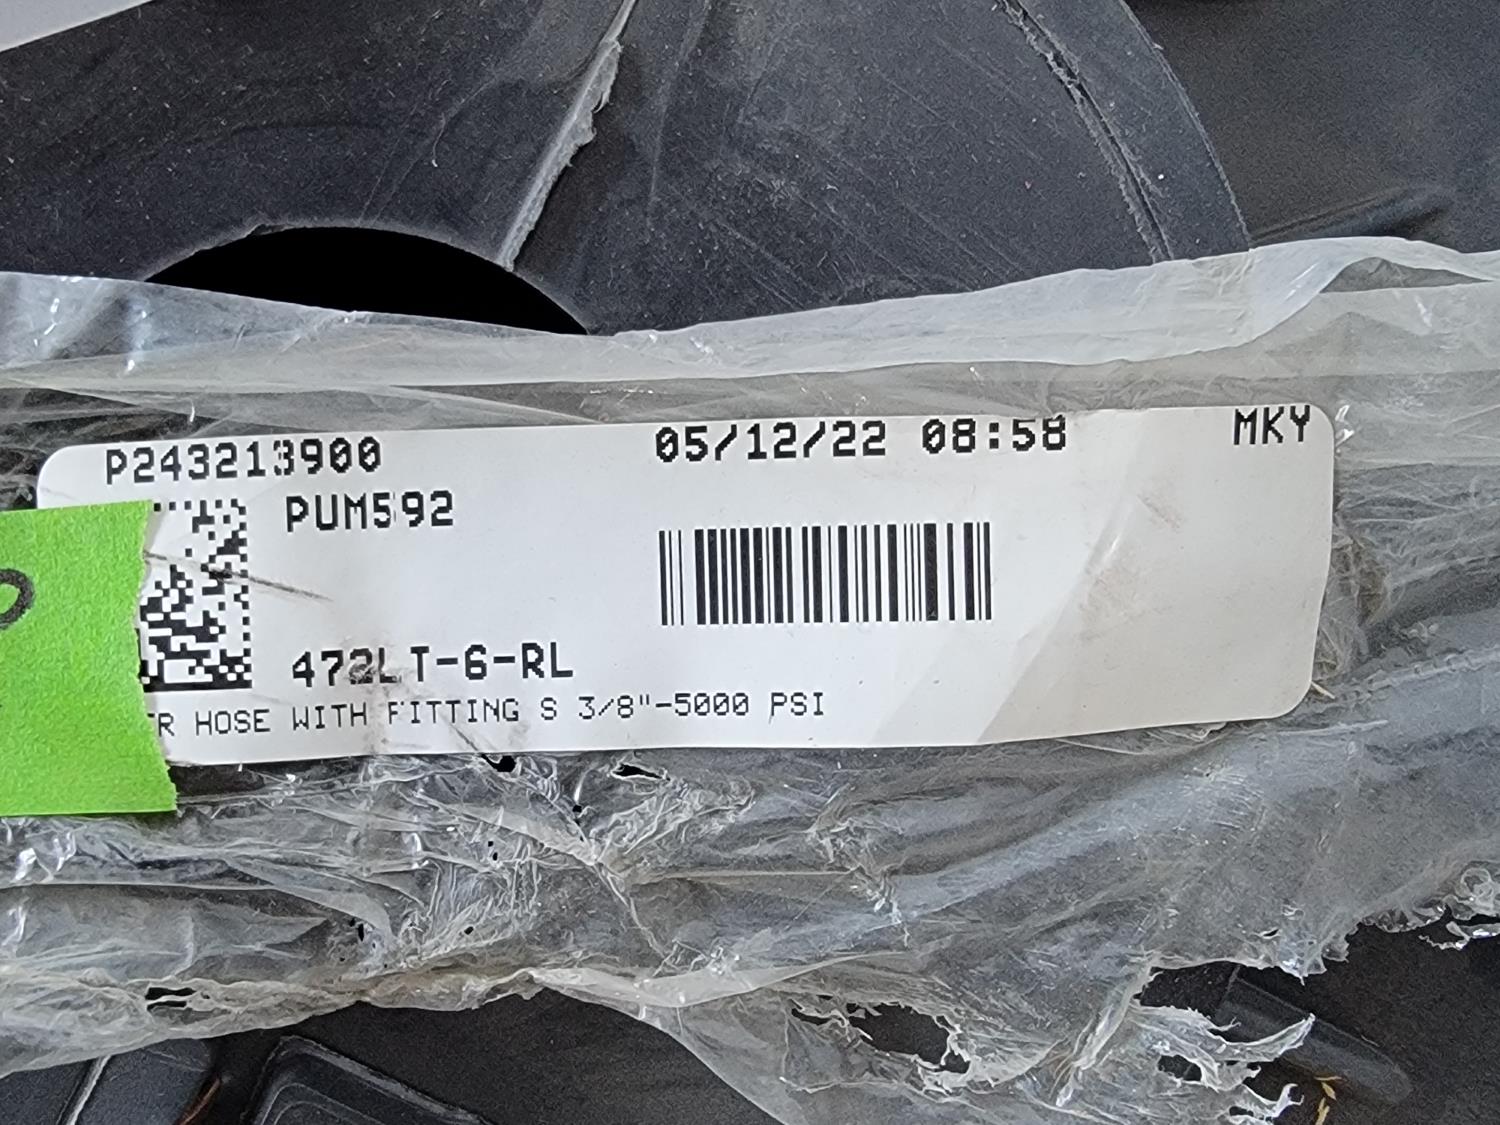 P243213900 05/12/22 08:58 MKY
PUM592
472LT-6-RL
HOSE WITH FITTING S 3/8"-5000 PSI